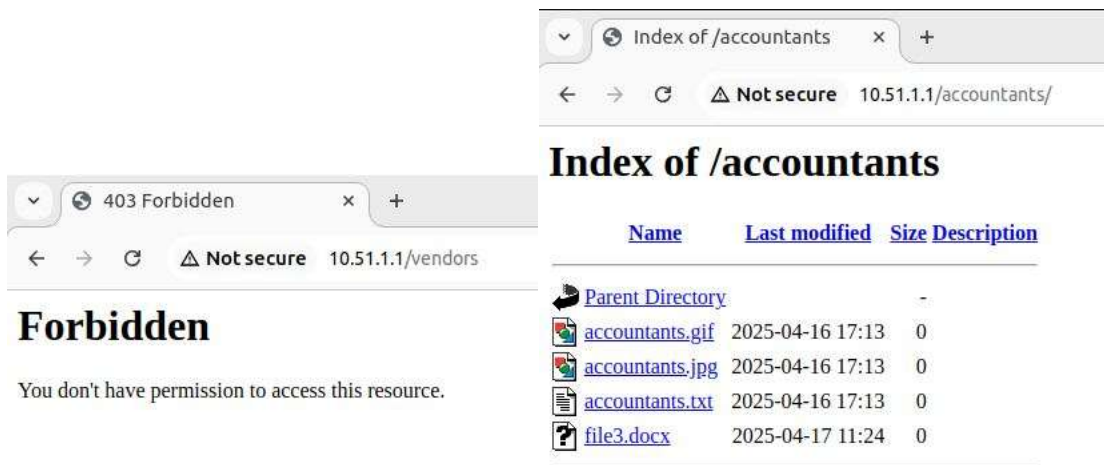 403 Forbidden
Not secure 10.51.1.1/vendors
Forbidden
You don't have permission to access this resource.
Index of /accountants
Not secure 10.51.1.1/accountants/
Index of /accountants
Name Last modified Size Description
Parent Directory -
accountants.gif 2025-04-16 17:13 0
accountants.jpg 2025-04-16 17:13 0
accountants.txt 2025-04-16 17:13 0
file3.docx 2025-04-17 11:24 0